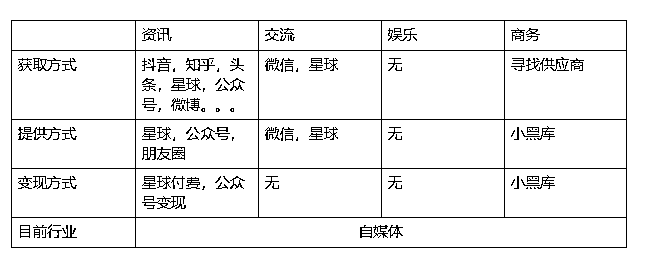 资讯 交流 娱乐 商务
获取方式 抖音，知乎，头 微信，星球 无 寻找供应商
条，星球，公众
号，微博。。。
提供方式 星球，公众号， 微信，星球 无 小黑库
朋友圈
变现方式 星球付费，公众 无 无 小黑库
号变现
目前行业 自媒体